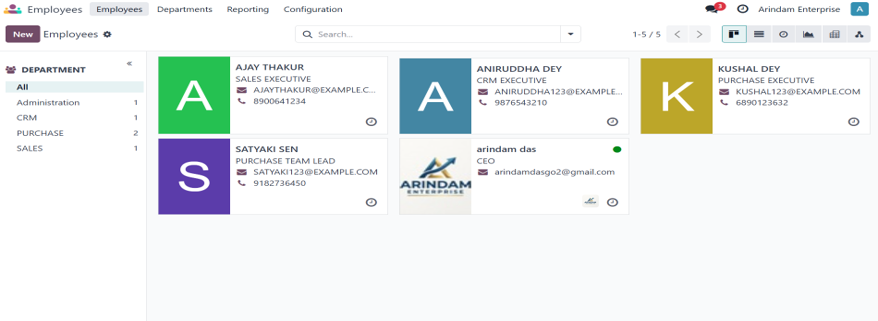 Employees Employees Departments Reporting Configuration 3 Arindam Enterprise A
New Employees Search... 1-5 / 5
DEPARTMENT
All
Administration 1
CRM 1
PURCHASE 2
SALES 1
A
AJAY THAKUR
SALES EXECUTIVE
AJAYTHAKUR@EXAMPLE.C...
8900641234
A
ANIRUDDHA DEY
CRM EXECUTIVE
ANIRUDDHA123@EXAMPLE...
9876543210
K
KUSHAL DEY
PURCHASE EXECUTIVE
KUSHAL123@EXAMPLE.COM
6890123632
S
SATYAKI SEN
PURCHASE TEAM LEAD
SATYAKI123@EXAMPLE.COM
9182736450
ARINDAM
ENTERPRISE
arindam das
CEO
arindamdasgo2@gmail.com